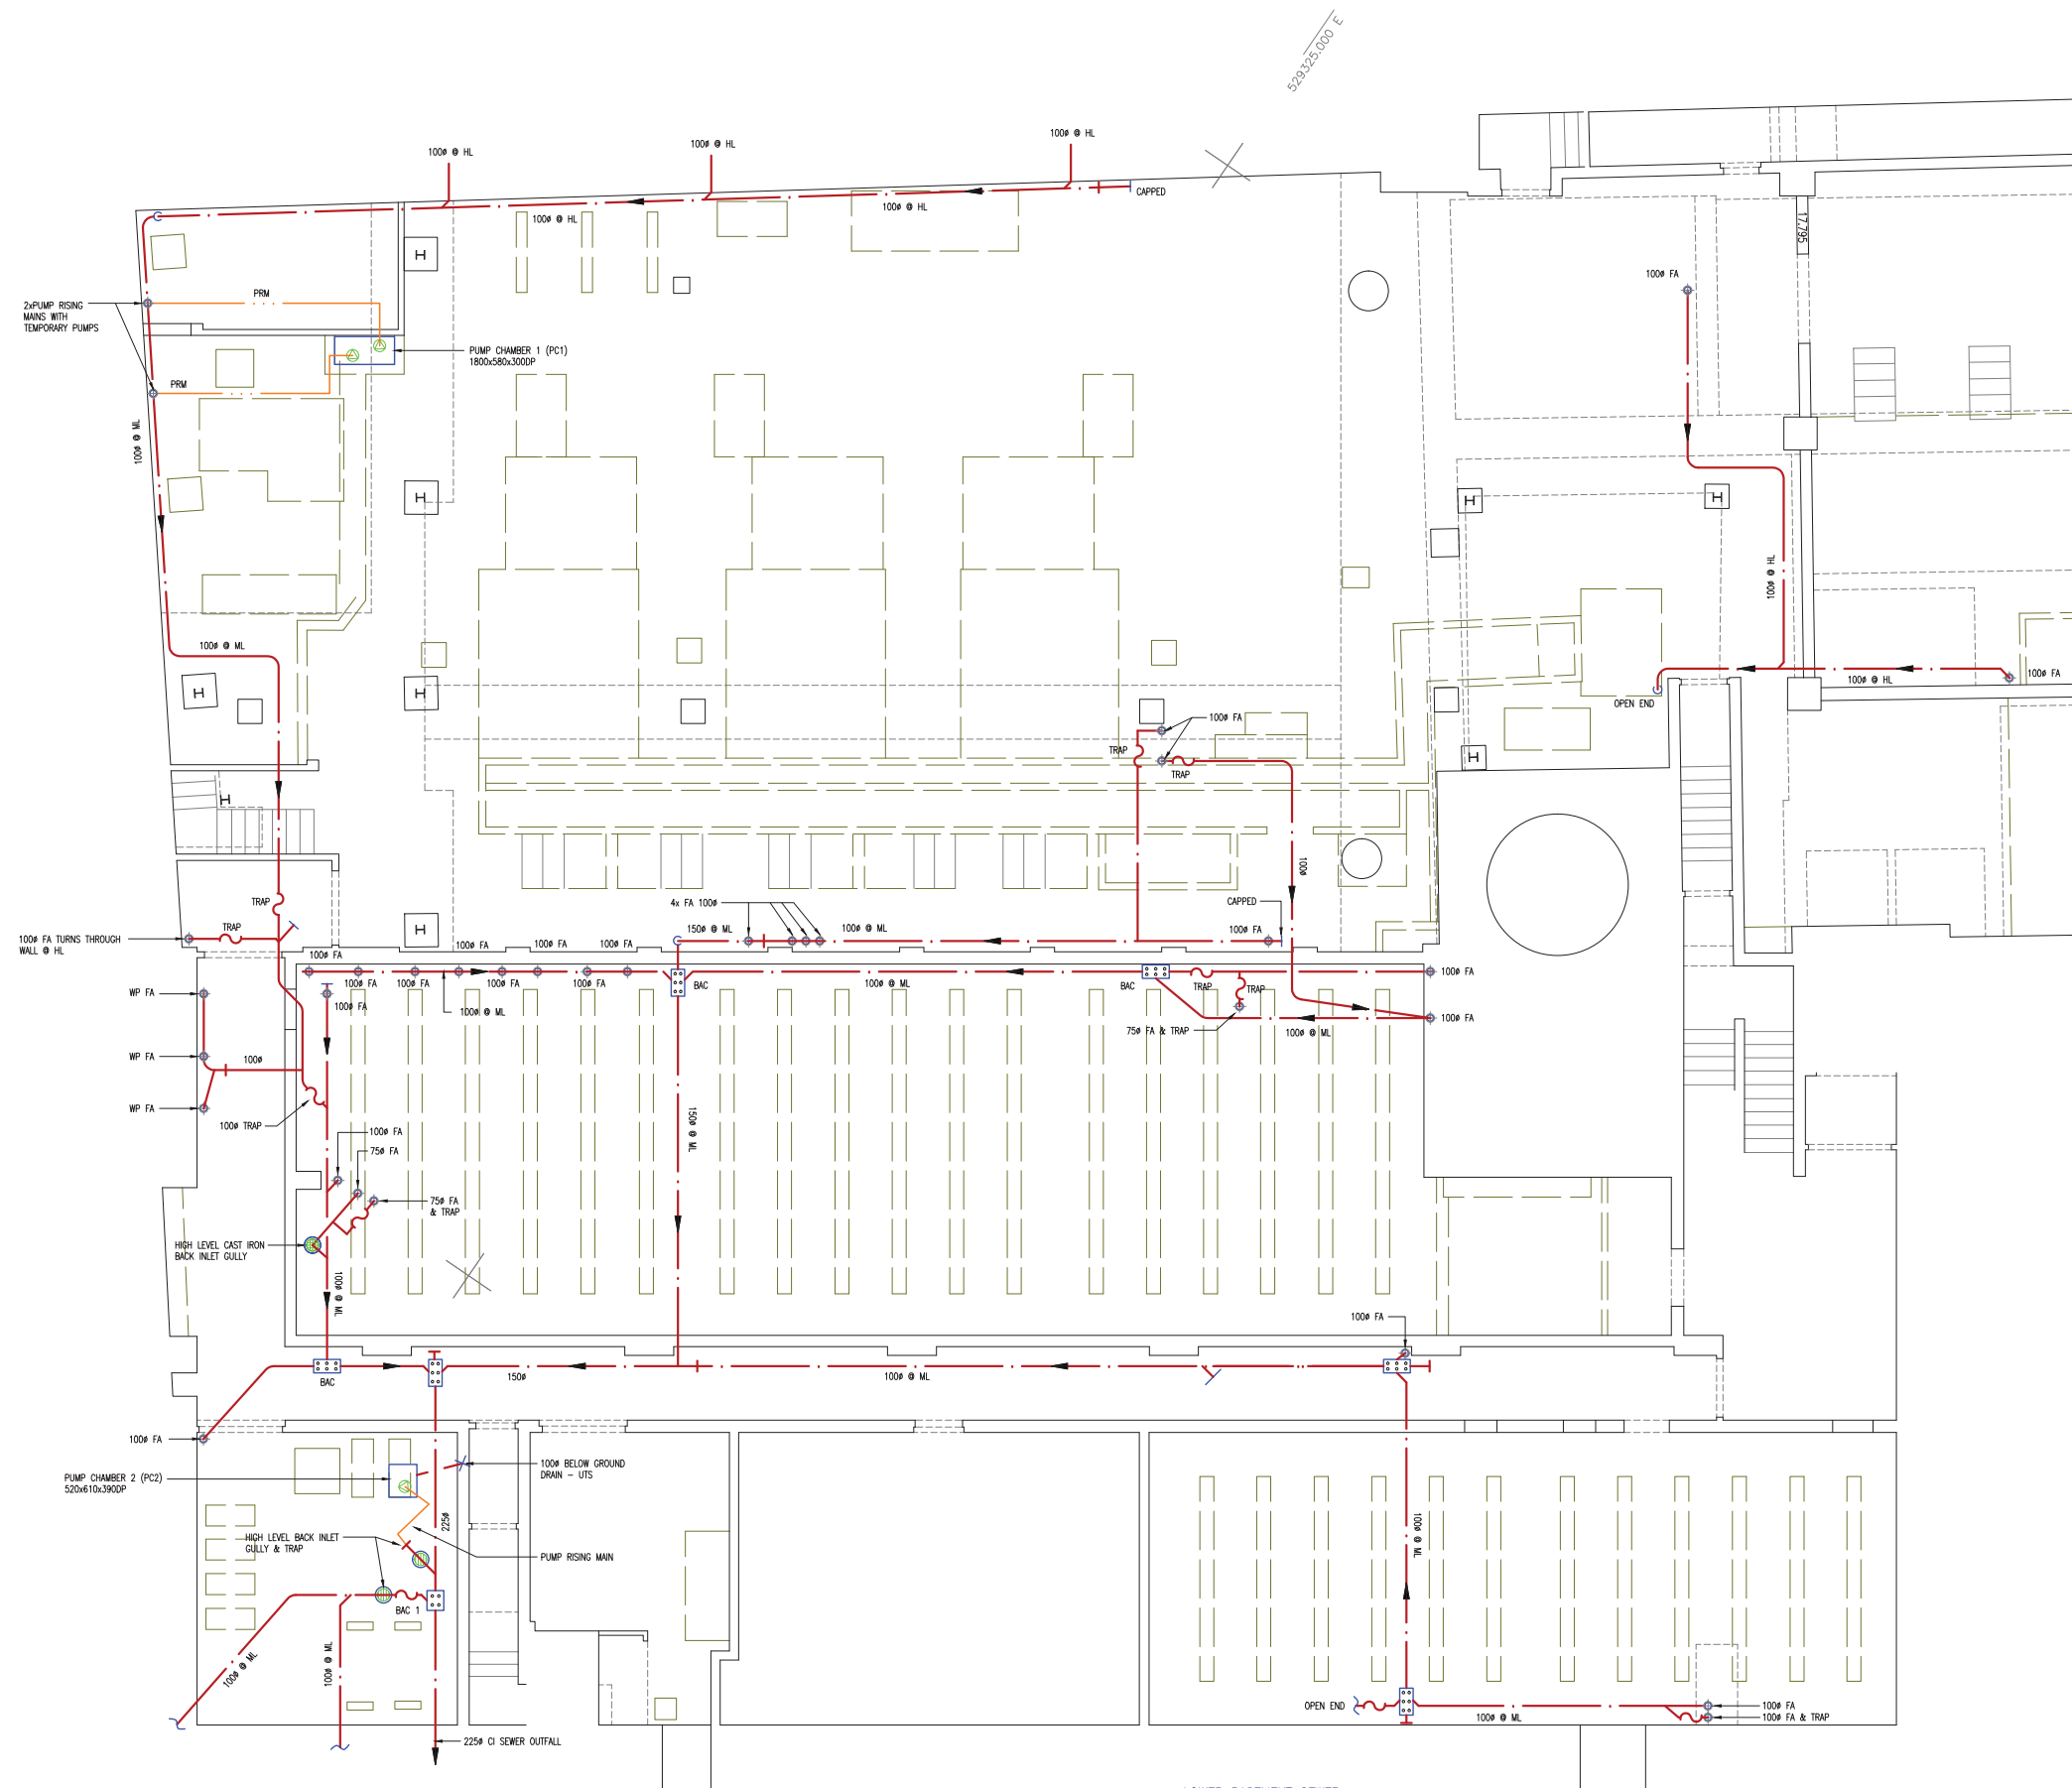 529325.000 E
100ø @ HL
100ø @ HL
100ø @ HL
CAPPED
100ø @ HL
100ø @ HL
17.795
100ø FA
2xPUMP RISING
MAINS WITH
TEMPORARY PUMPS
PRM
PUMP CHAMBER 1 (PC1)
1800x580x300DP
PRM
100ø @ ML
H
H
H
H
H
H
H
H
H
H
100ø @ HL
100ø @ ML
100ø @ HL
100ø FA
OPEN END
100ø FA
TRAP
TRAP
100ø
TRAP
4x FA 100ø
CAPPED
100ø FA TURNS THROUGH
WALL @ HL
TRAP
150ø @ ML
100ø @ ML
100ø FA
100ø FA
100ø FA
100ø FA
100ø FA
100ø FA
100ø FA
100ø FA
100ø FA
BAC
100ø @ ML
BAC
TRAP
TRAP
100ø FA
WP FA
100ø FA
100ø @ ML
75ø FA & TRAP
100ø @ ML
100ø FA
WP FA
100ø
WP FA
100ø TRAP
100ø FA
75ø FA
150ø @ ML
75ø FA
& TRAP
HIGH LEVEL CAST IRON
BACK INLET GULLY
100ø @ ML
100ø FA
BAC
150ø
100ø @ ML
100ø FA
PUMP CHAMBER 2 (PC2)
520x610x390DP
100ø BELOW GROUND
DRAIN - UTS
225ø
HIGH LEVEL BACK INLET
GULLY & TRAP
PUMP RISING MAIN
100ø @ ML
BAC 1
100ø @ ML
100ø @ ML
OPEN END
100ø @ ML
100ø FA
100ø FA & TRAP
225ø CI SEWER OUTFALL